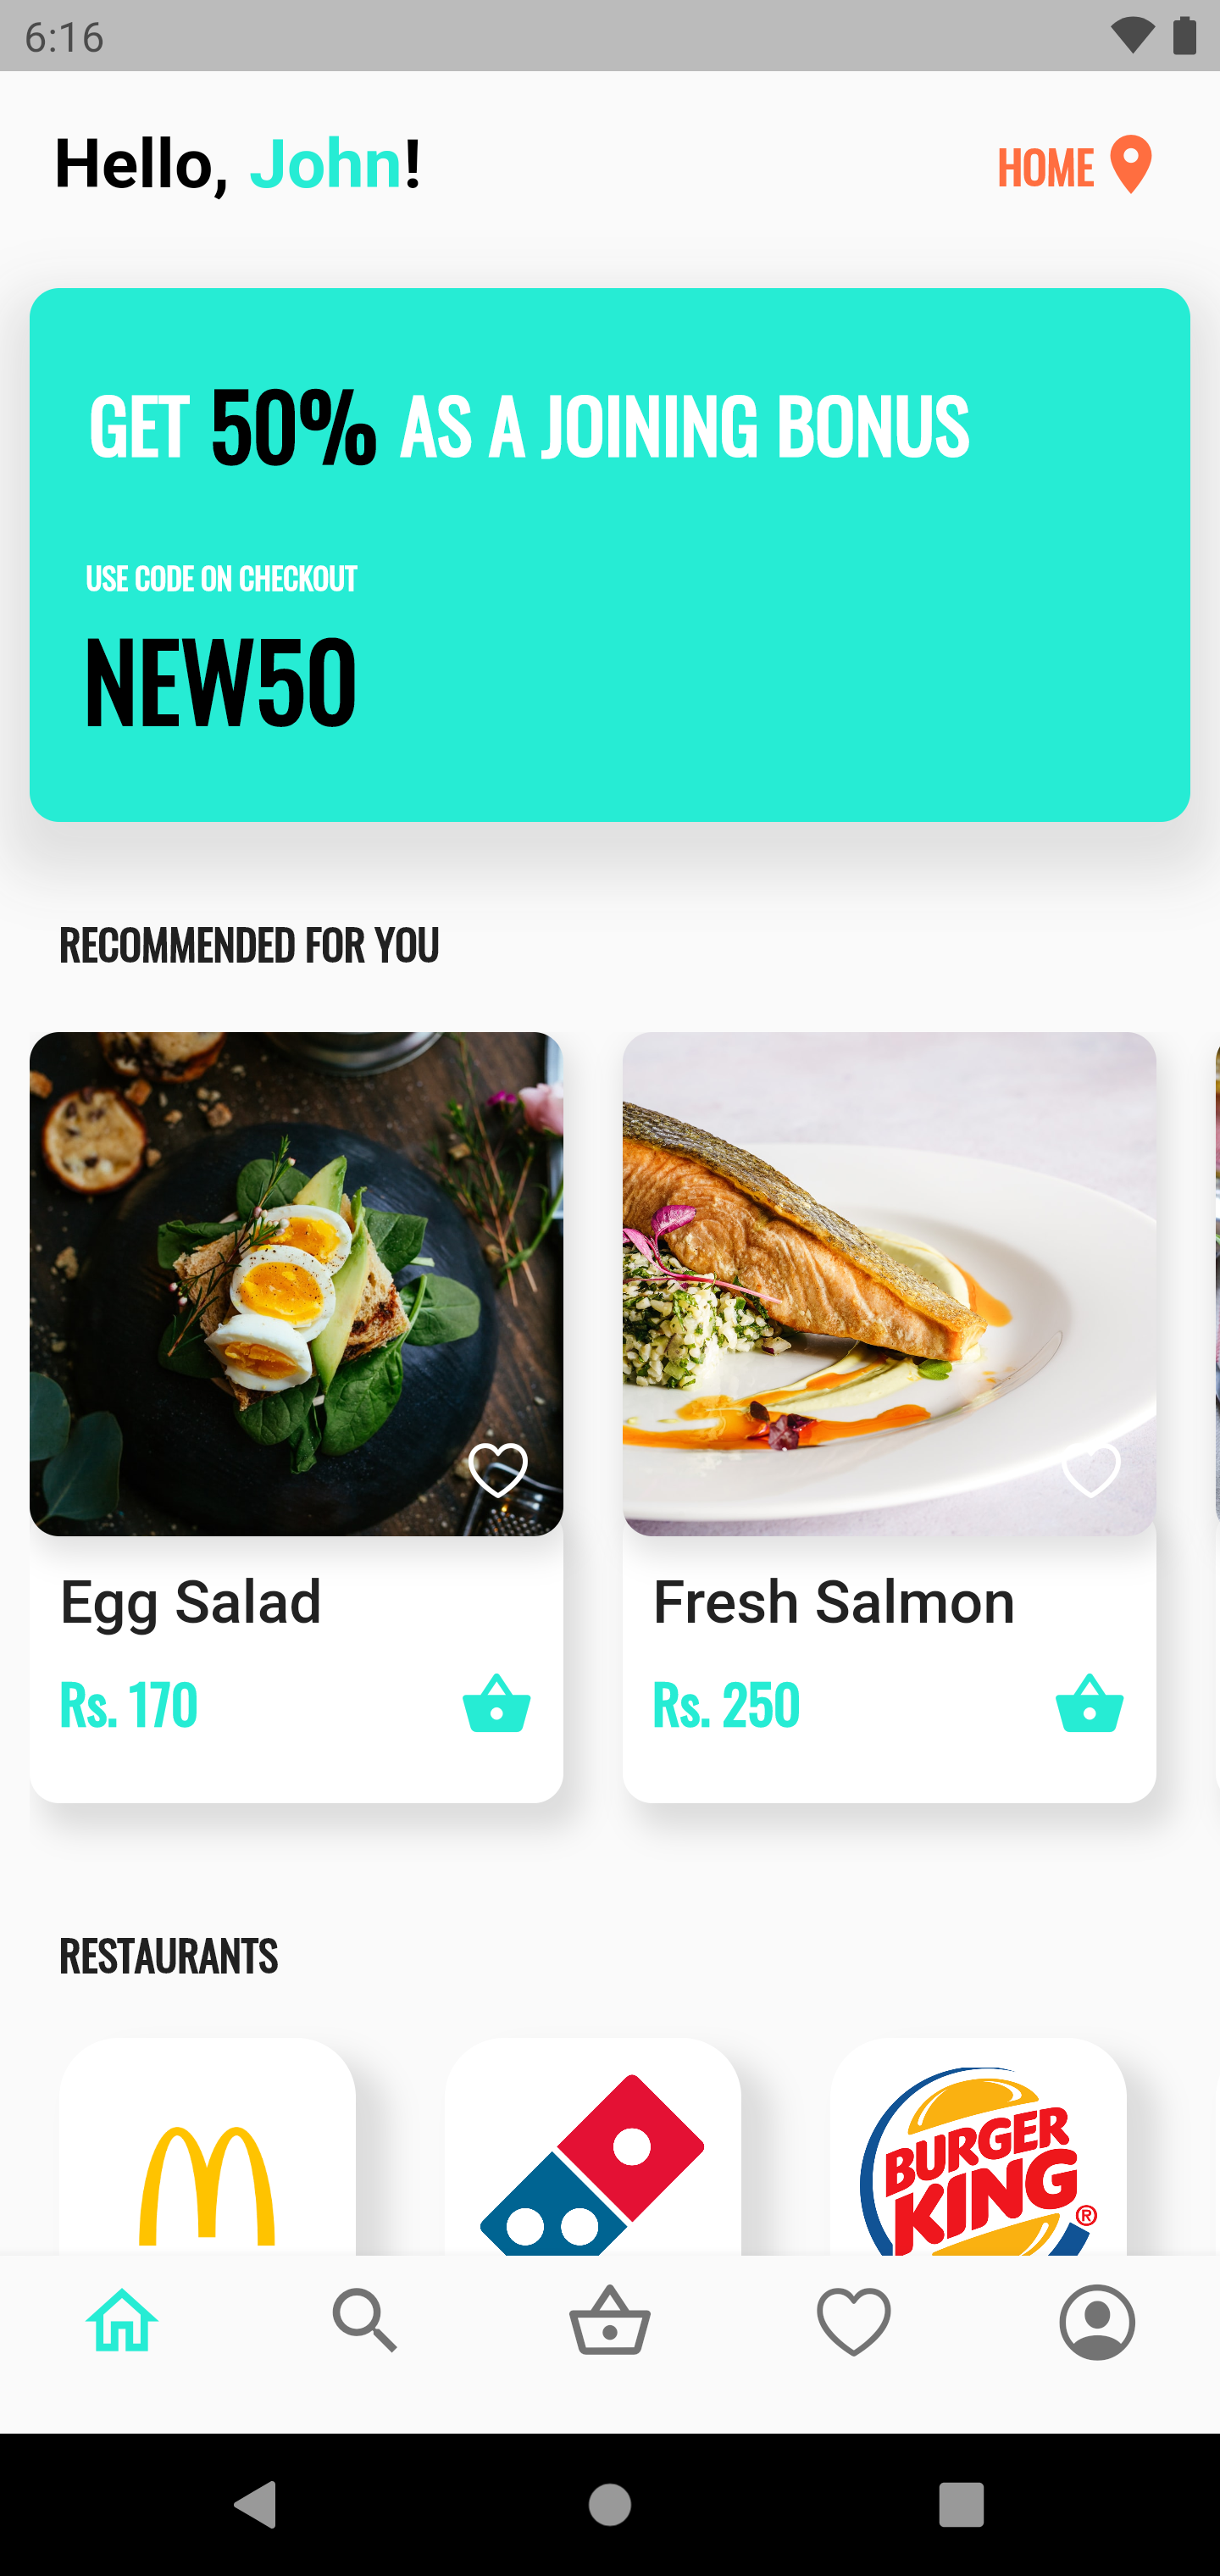 6:16
Hello, John!
HOME
GET 50% AS A JOINING BONUS
USE CODE ON CHECKOUT
NEW50
RECOMMENDED FOR YOU
Egg Salad
Fresh Salmon
Rs. 170
Rs. 250
RESTAURANTS
BURGER
KING
®